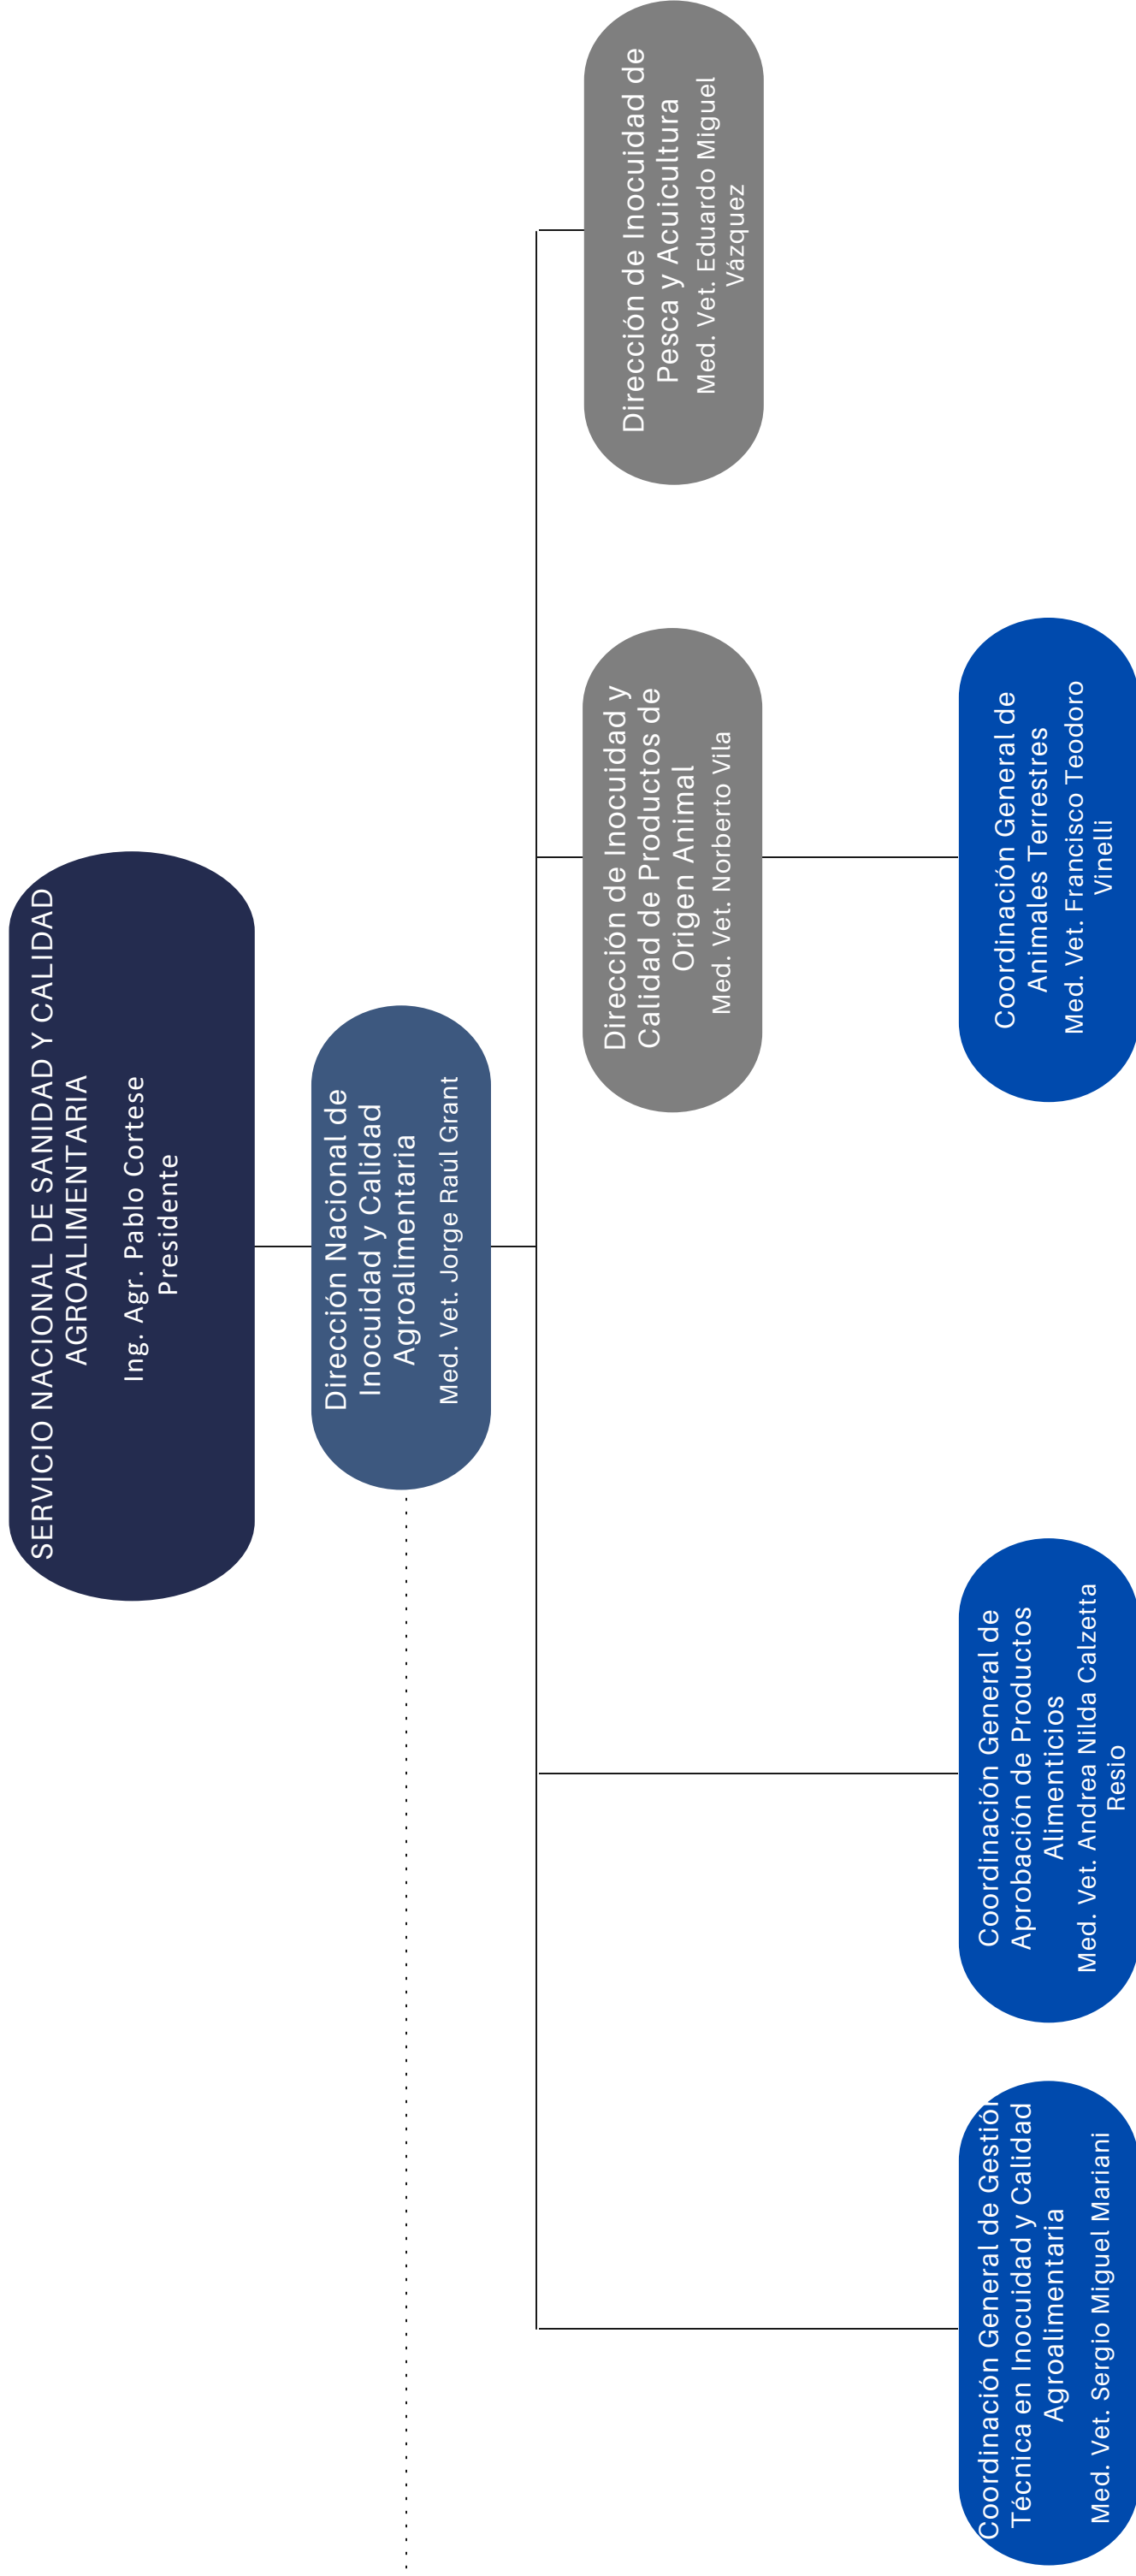 SERVICIO NACIONAL DE SANIDAD Y CALIDAD
AGROALIMENTARIA
Ing. Agr. Pablo Cortese
Presidente
Dirección Nacional de
Inocuidad y Calidad
Agroalimentaria
Med. Vet. Jorge Raúl Grant
Dirección de Inocuidad y
Calidad de Productos de
Origen Animal
Med. Vet. Norberto Vila
Dirección de Inocuidad de
Pesca y Acuicultura
Med. Vet. Eduardo Miguel
Vázquez
Coordinación General de Gestión
Técnica en Inocuidad y Calidad
Agroalimentaria
Med. Vet. Sergio Miguel Mariani
Coordinación General de
Aprobación de Productos
Alimenticios
Med. Vet. Andrea Nilda Calzetta
Resio
Coordinación General de
Animales Terrestres
Med. Vet. Francisco Teodoro
Vinelli